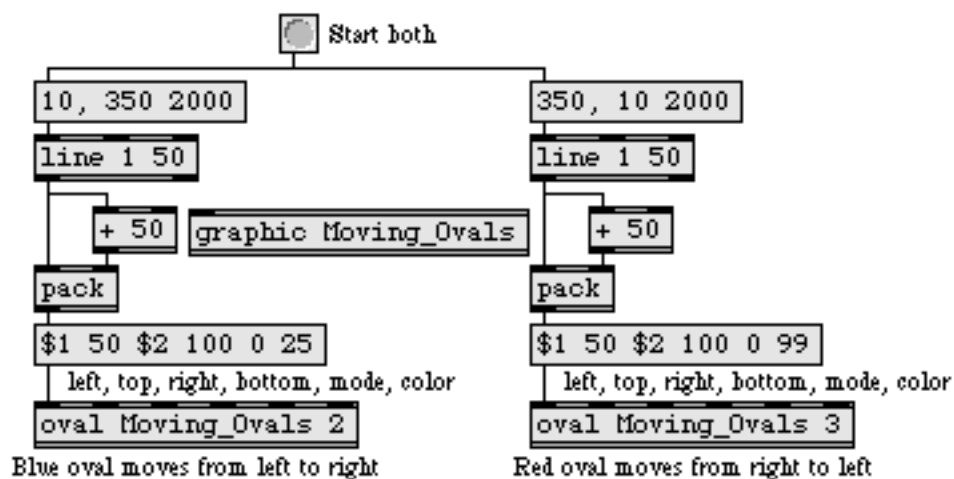 Start both
10, 350 2000
350, 10 2000
line 1 50
line 1 50
+ 50
graphic Moving_Ovals
+ 50
pack
pack
$1 50 $2 100 0 25
$1 50 $2 100 0 99
left, top, right, bottom, mode, color
left, top, right, bottom, mode, color
oval Moving_Ovals 2
oval Moving_Ovals 3
Blue oval moves from left to right
Red oval moves from right to left